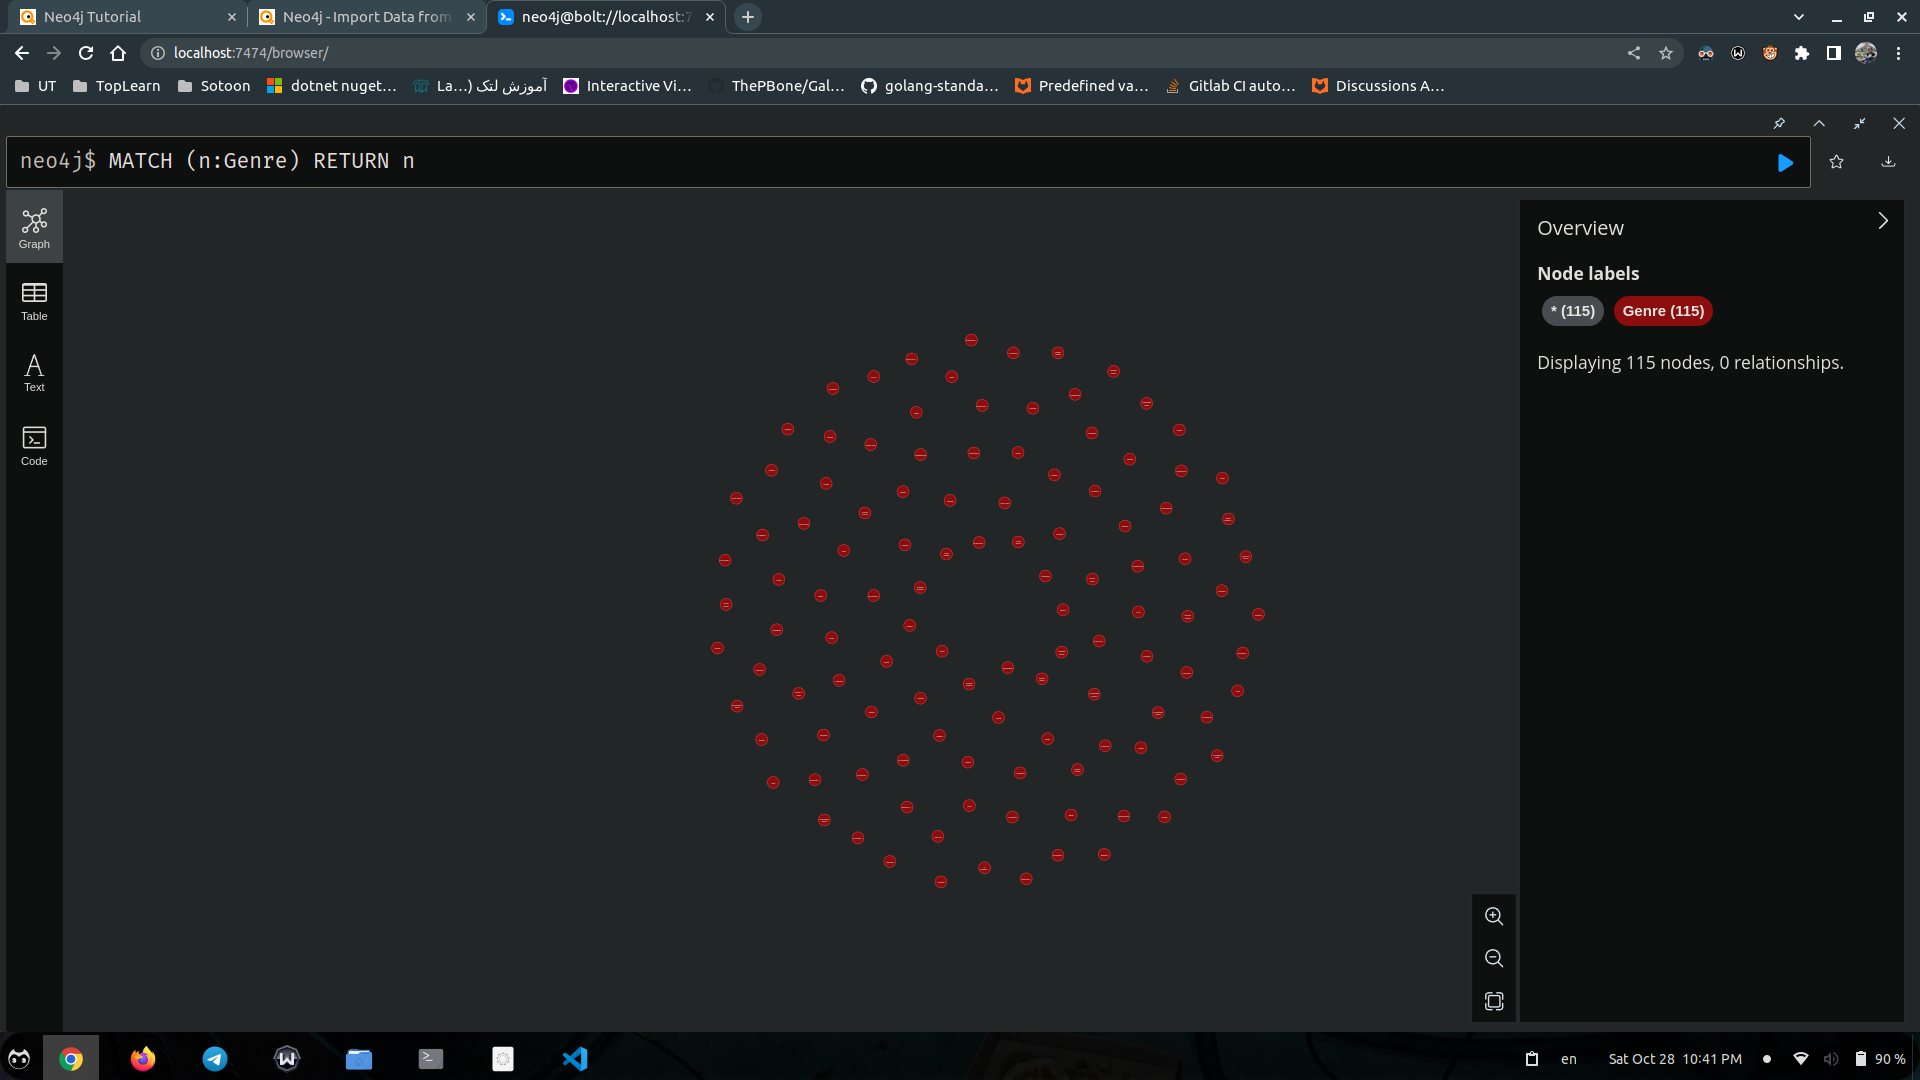 Neo4j Tutorial
Neo4j - Import Data from
neo4j@bolt://localhost:7
localhost:7474/browser/
UT
TopLearn
Sotoon
dotnet nuget...
آموزش لتک (...La
Interactive Vi...
ThePBone/Gal...
golang-standa...
Predefined va...
Gitlab CI auto...
Discussions A...
neo4j$ MATCH (n:Genre) RETURN n
Graph
Table
Text
Code
Overview
Node labels
* (115) Genre (115)
Displaying 115 nodes, 0 relationships.
en
Sat Oct 28 10:41 PM
90 %